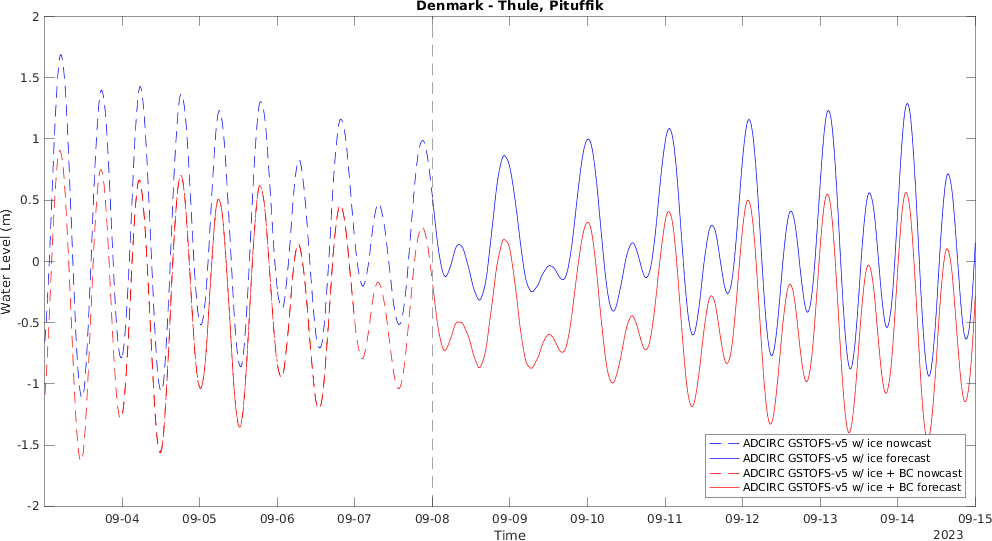 Denmark - Thule, Pituffik
2
1.5
1
0.5
0
-0.5
-1
-1.5
-2
Water Level (m)
09-04 09-05 09-06 09-07 09-08 09-09 09-10 09-11 09-12 09-13 09-14 09-15
Time
2023
ADCIRC GSTOFS-v5 w/ ice nowcast
ADCIRC GSTOFS-v5 w/ ice forecast
ADCIRC GSTOFS-v5 w/ ice + BC nowcast
ADCIRC GSTOFS-v5 w/ ice + BC forecast